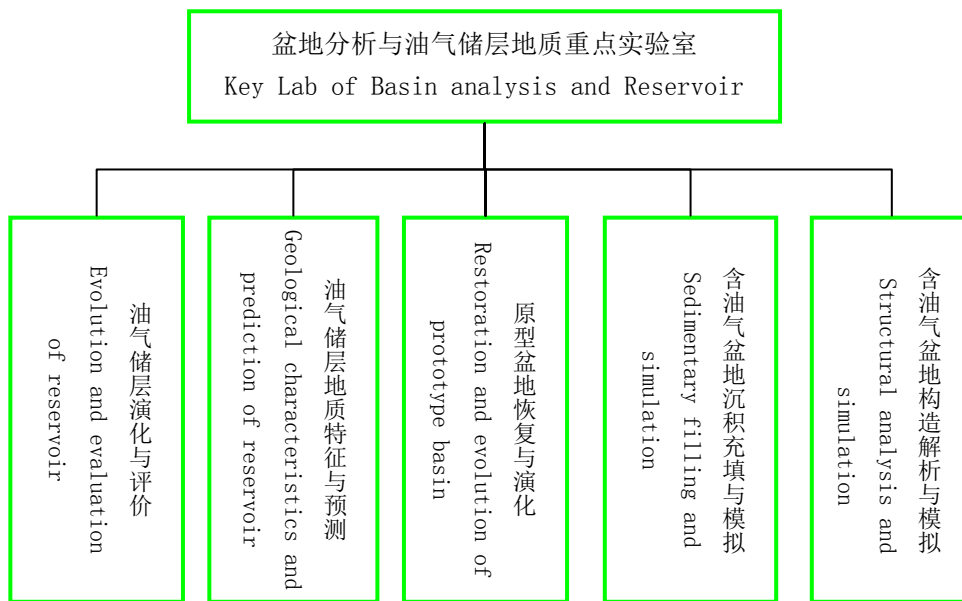 盆地分析与油气储层地质重点实验室
Key Lab of Basin analysis and Reservoir
油气储层演化与评价
Evolution and evaluation
of reservoir
油气储层地质特征与预测
Geological characteristics and
prediction of reservoir
原型盆地恢复与演化
Restoration and evolution of
prototype basin
含油气盆地沉积充填与模拟
Sedimentary filling and
simulation
含油气盆地构造解析与模拟
Structural analysis and
simulation